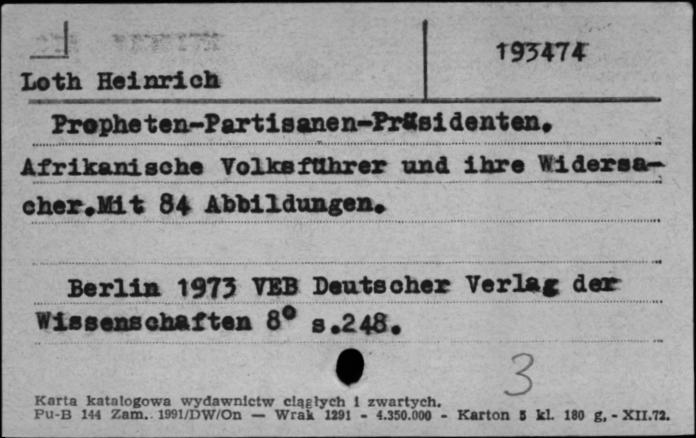 193474
Loth Heinrich
Propheten-Partisanen-Präsidenten.
Afrikanische Volksführer und ihre Widersa-
cher.Mit 84 Abbildungen.
Berlin 1973 VEB Deutscher Verlag der
Wissenschaften 8° s.248.
3
Karta katalogowa wydawnictw ciągłych i zwartych.
Pu-B 144 Zam. 1991/DW/On — Wrak 1291 - 4.350.000 - Karton 5 kl. 180 g. - XII.72.